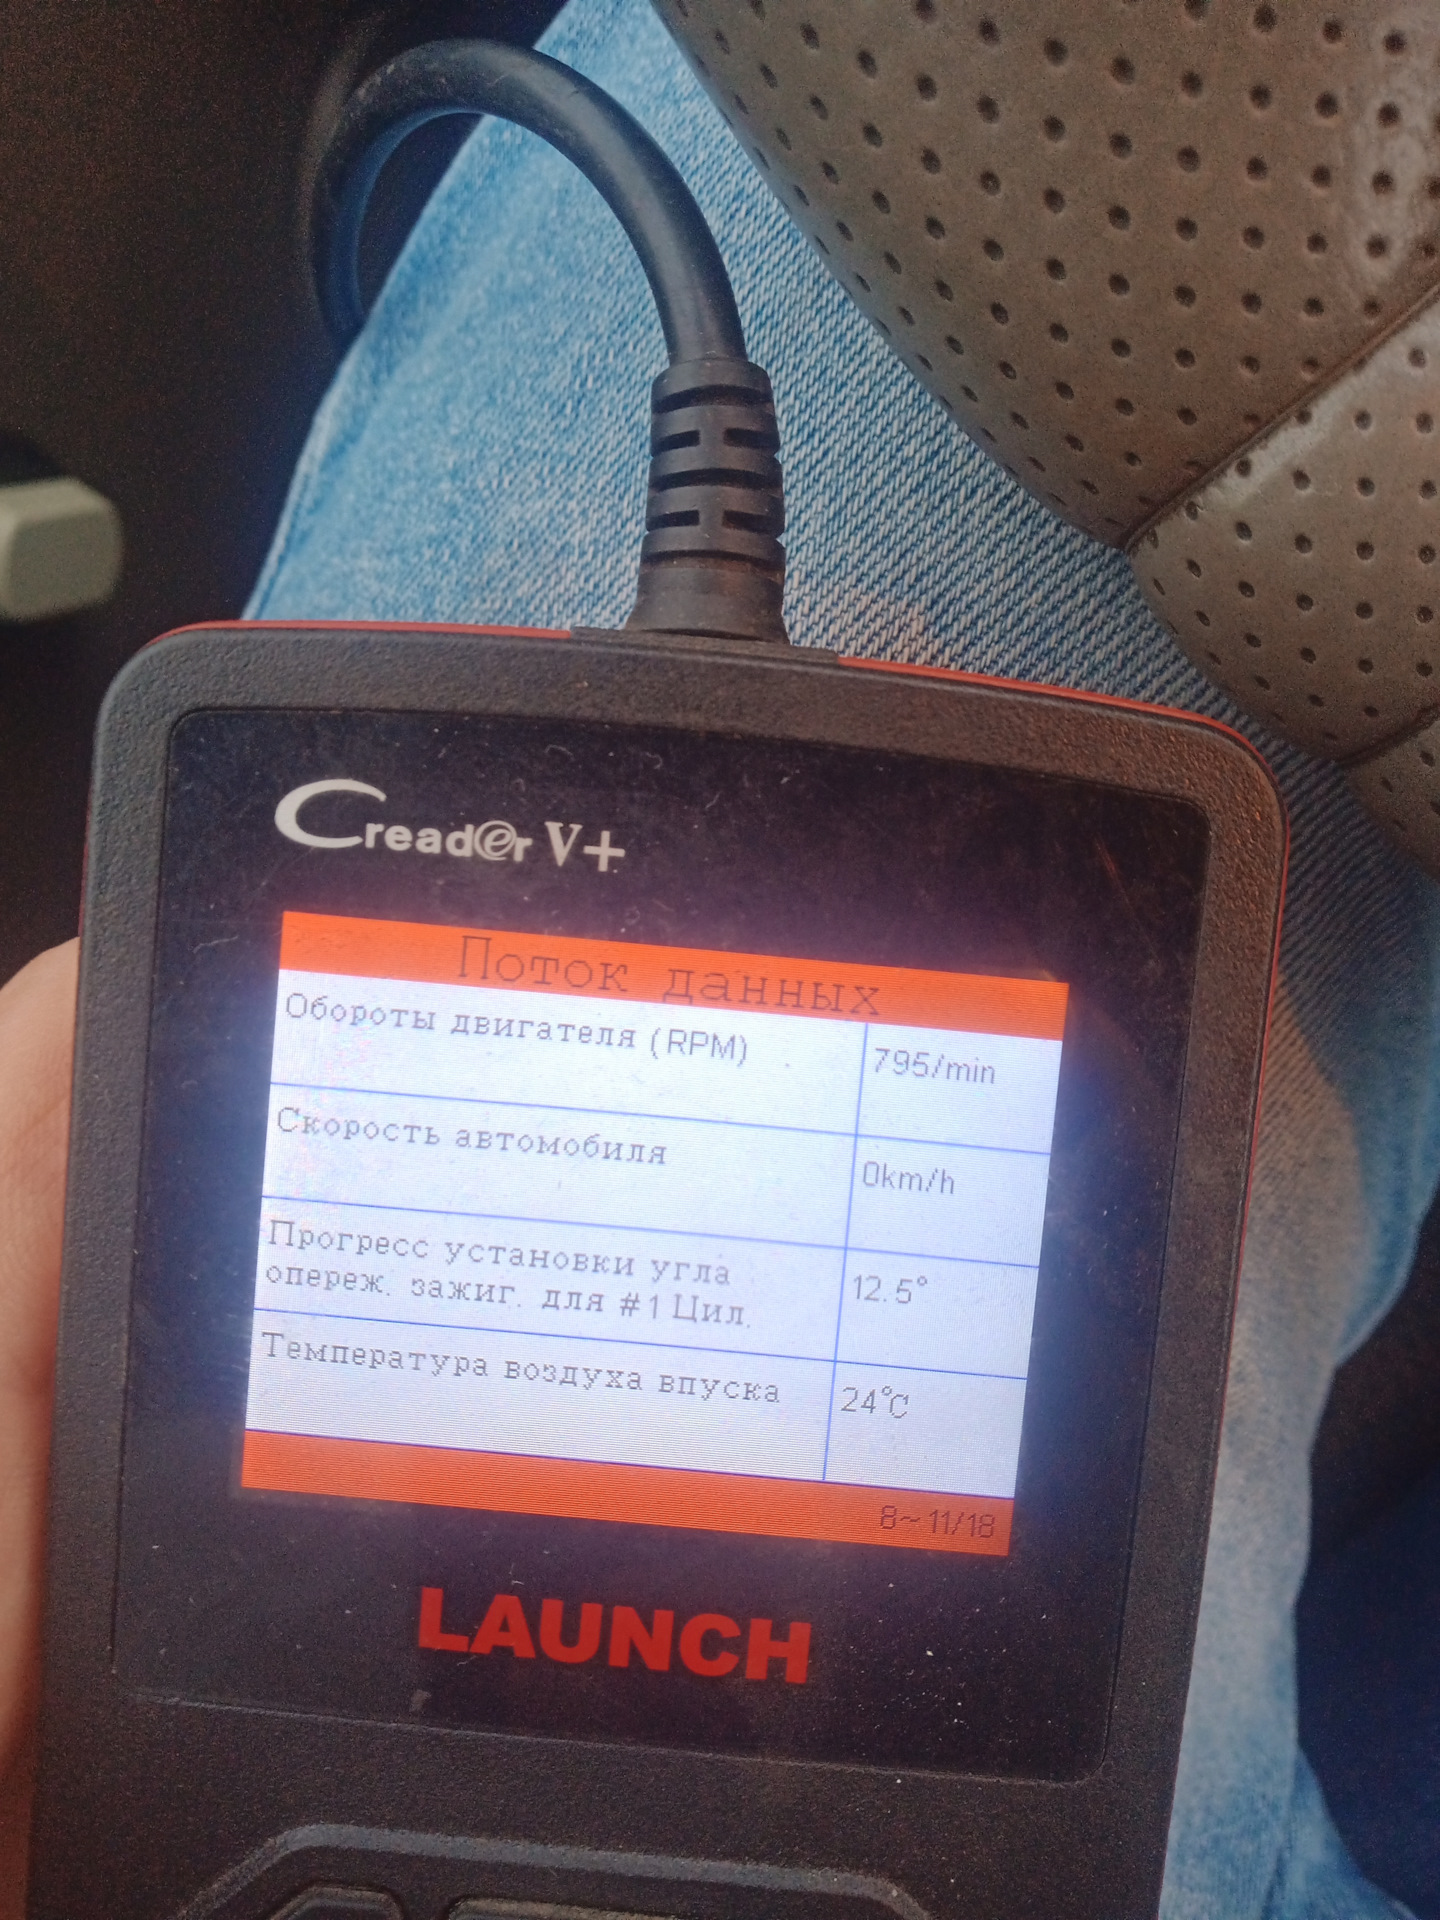 Creader V+
Поток данных
Обороты двигателя (RPM)
795/min
Скорость автомобиля
0km/h
Прогресс установки угла
опереж. зажиг. для #1 Цил.
12.5°
Температура воздуха впуска
24°C
8~11/18
LAUNCH